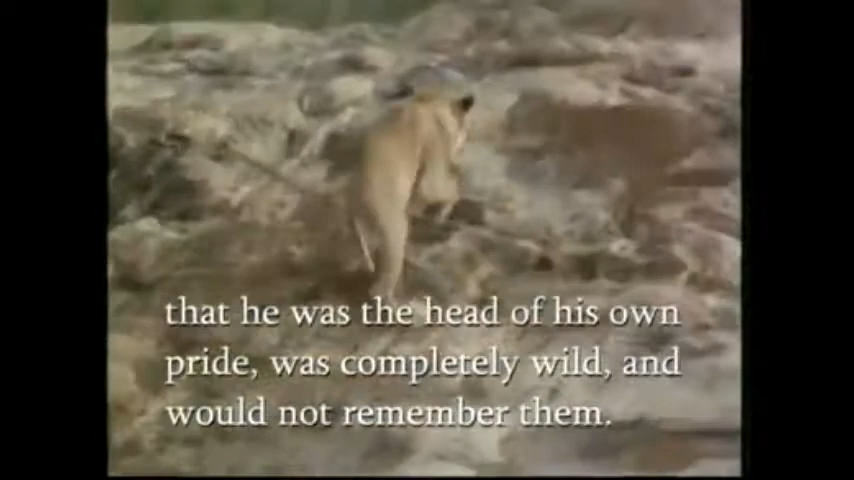 that he was the head of his own
pride, was completely wild, and
would not remember them.